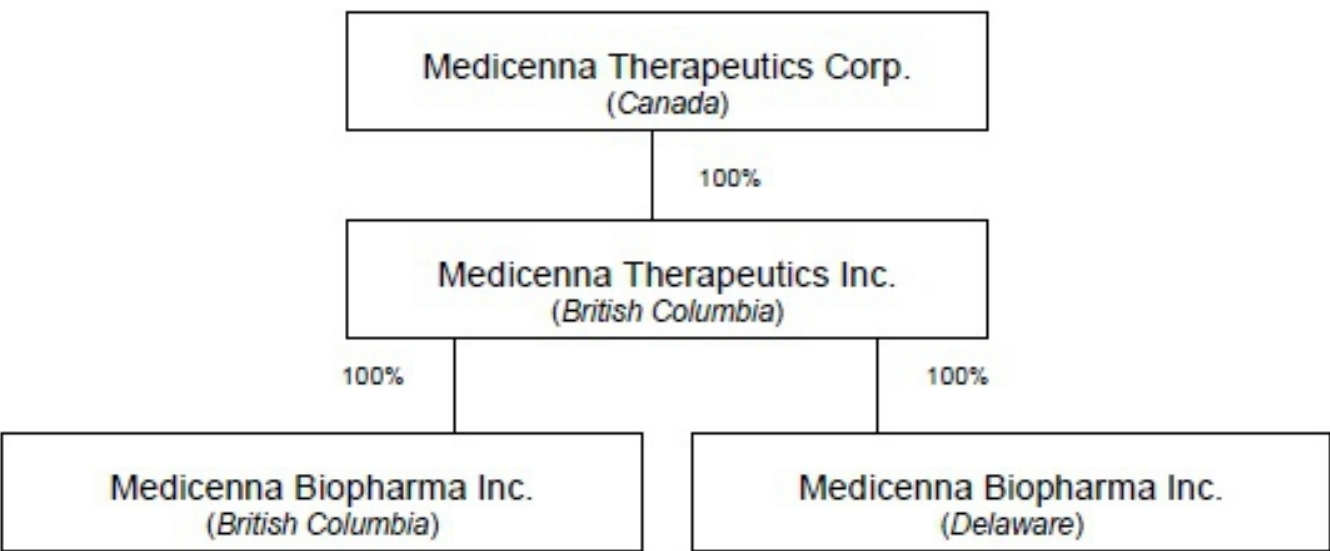 Medicenna Therapeutics Corp.
(Canada)
100%
Medicenna Therapeutics Inc.
(British Columbia)
100%
100%
Medicenna Biopharma Inc.
(British Columbia)
Medicenna Biopharma Inc.
(Delaware)